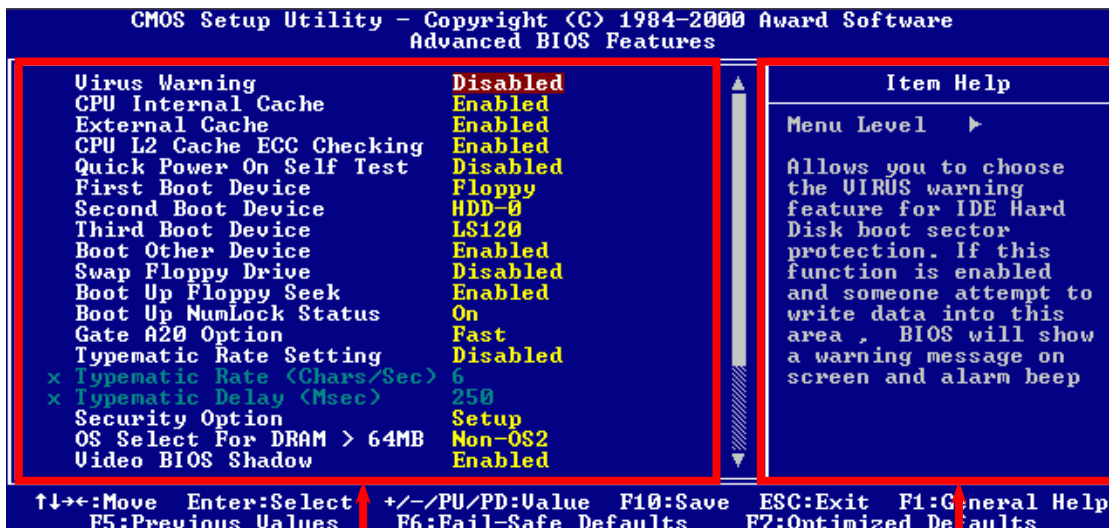 CMOS Setup Utility – Copyright (C) 1984-2000 Award Software
Advanced BIOS Features
Virus Warning Disabled
CPU Internal Cache Enabled
External Cache Enabled
CPU L2 Cache ECC Checking Enabled
Quick Power On Self Test Disabled
First Boot Device Floppy
Second Boot Device HDD-0
Third Boot Device LS120
Boot Other Device Enabled
Swap Floppy Drive Disabled
Boot Up Floppy Seek Enabled
Boot Up NumLock Status On
Gate A20 Option Fast
Typematic Rate Setting Disabled
x Typematic Rate (Chars/Sec) 6
x Typematic Delay (Msec) 250
Security Option Setup
OS Select For DRAM > 64MB Non-OS2
Video BIOS Shadow Enabled
Item Help
Menu Level ►
Allows you to choose
the VIRUS warning
feature for IDE Hard
Disk boot sector
protection. If this
function is enabled
and someone attempt to
write data into this
area , BIOS will show
a warning message on
screen and alarm beep
↑↓→←:Move Enter:Select +/-/PU/PD:Value F10:Save ESC:Exit F1:General Help
F5:Previous Values F6:Fail-Safe Defaults F7:Optimized Defaults